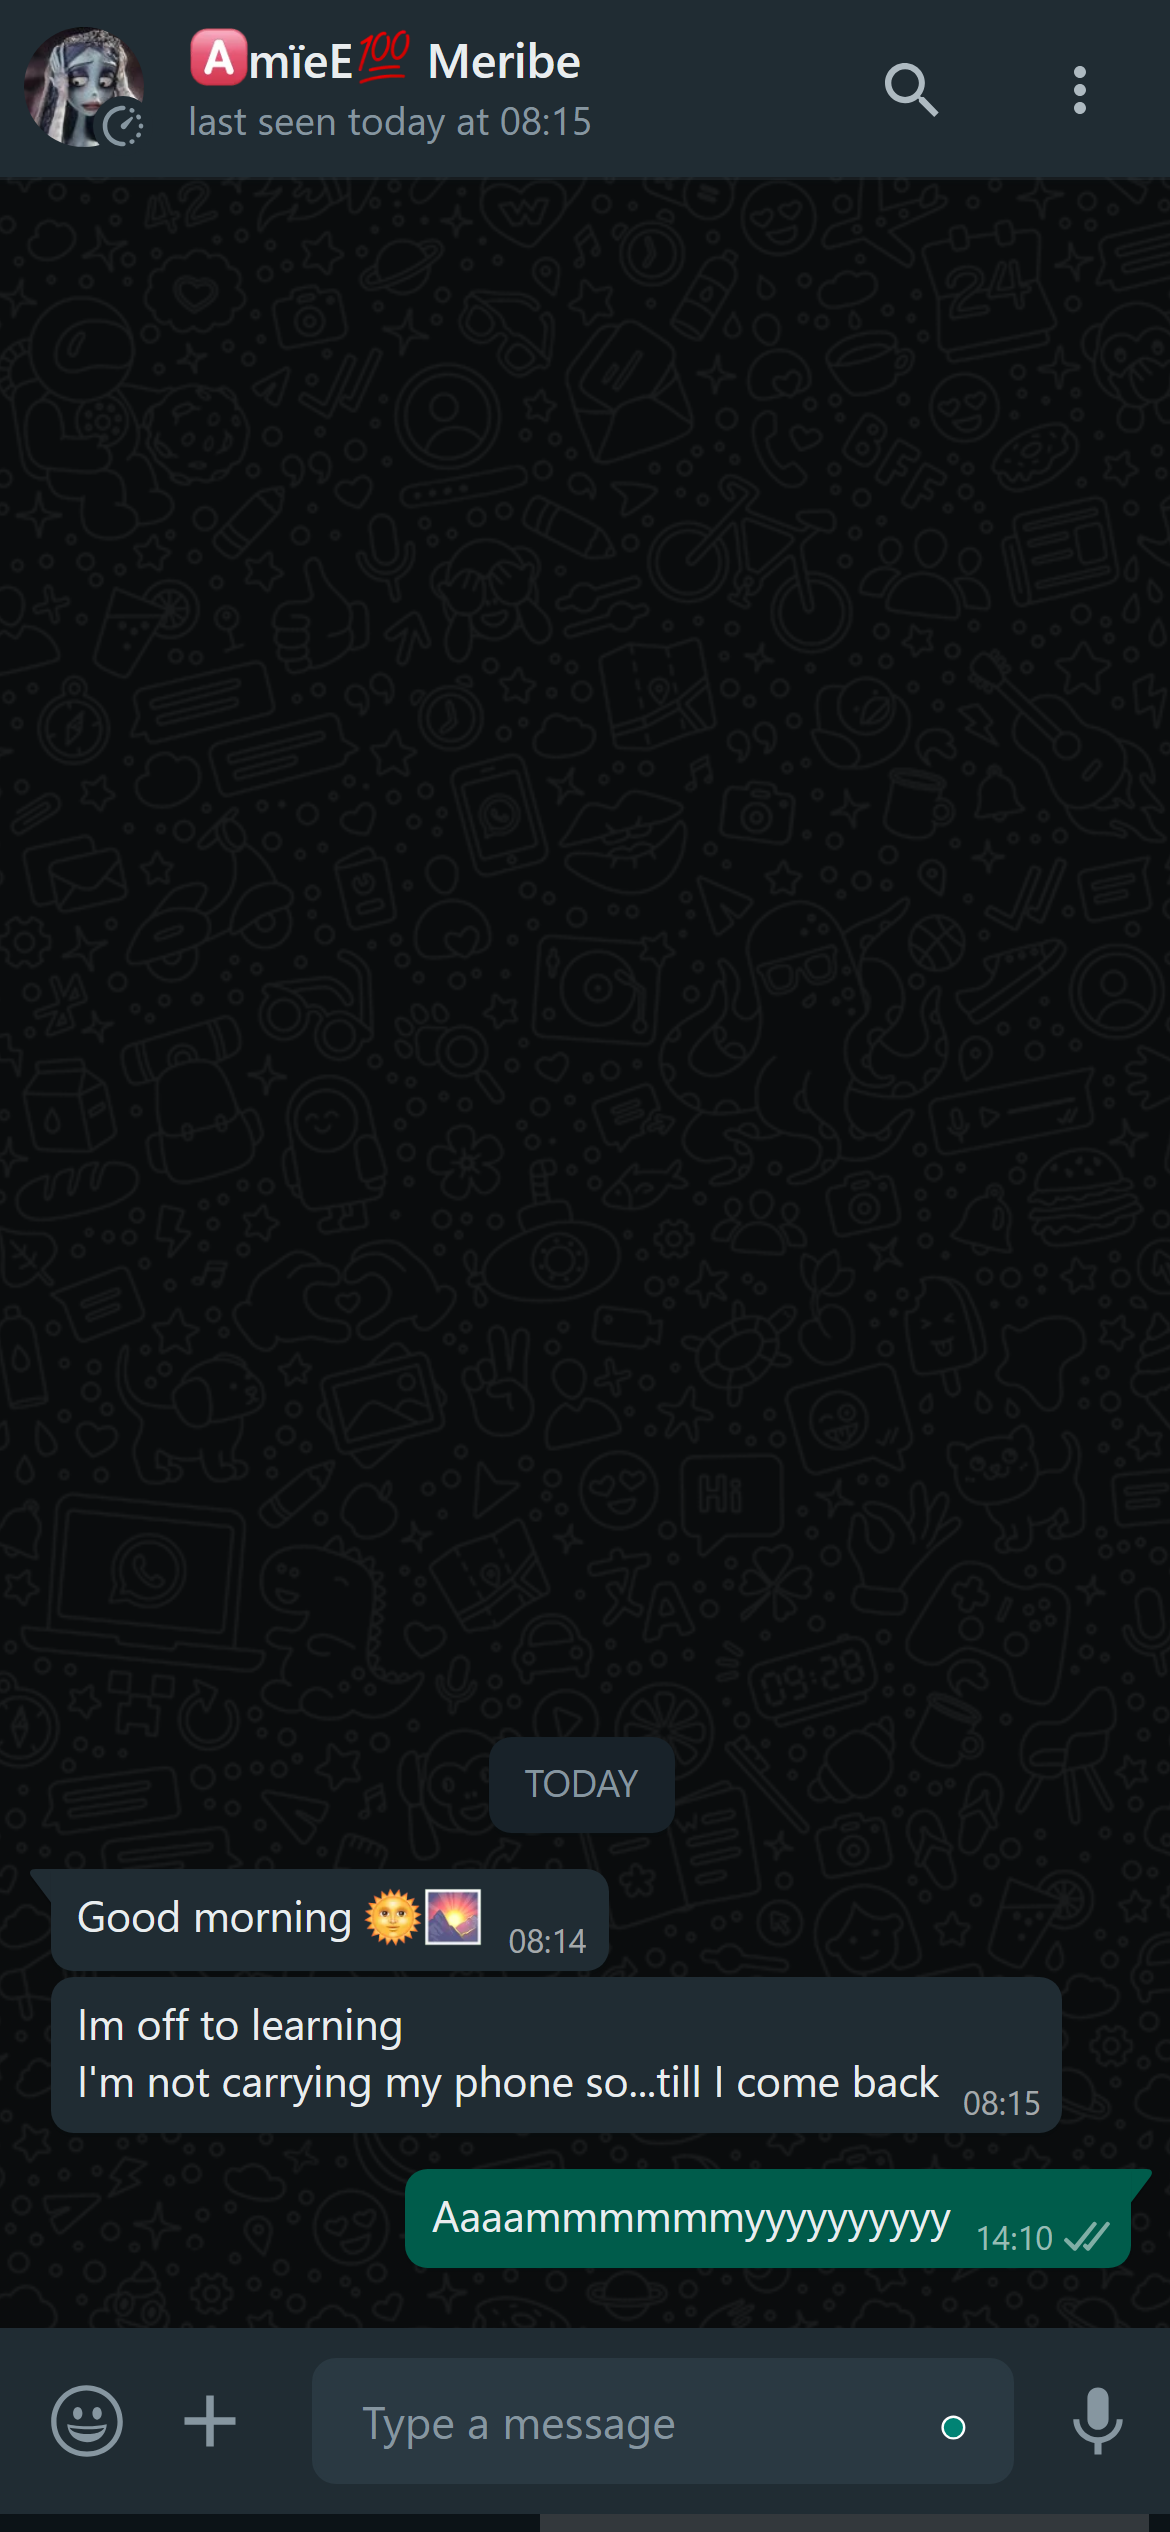 🅰mïeE💯 Meribe
last seen today at 08:15
TODAY
Good morning 🌞🌄 08:14
Im off to learning
I'm not carrying my phone so...till I come back 08:15
Aaaammmmmmyyyyyyyyyy 14:10
Type a message